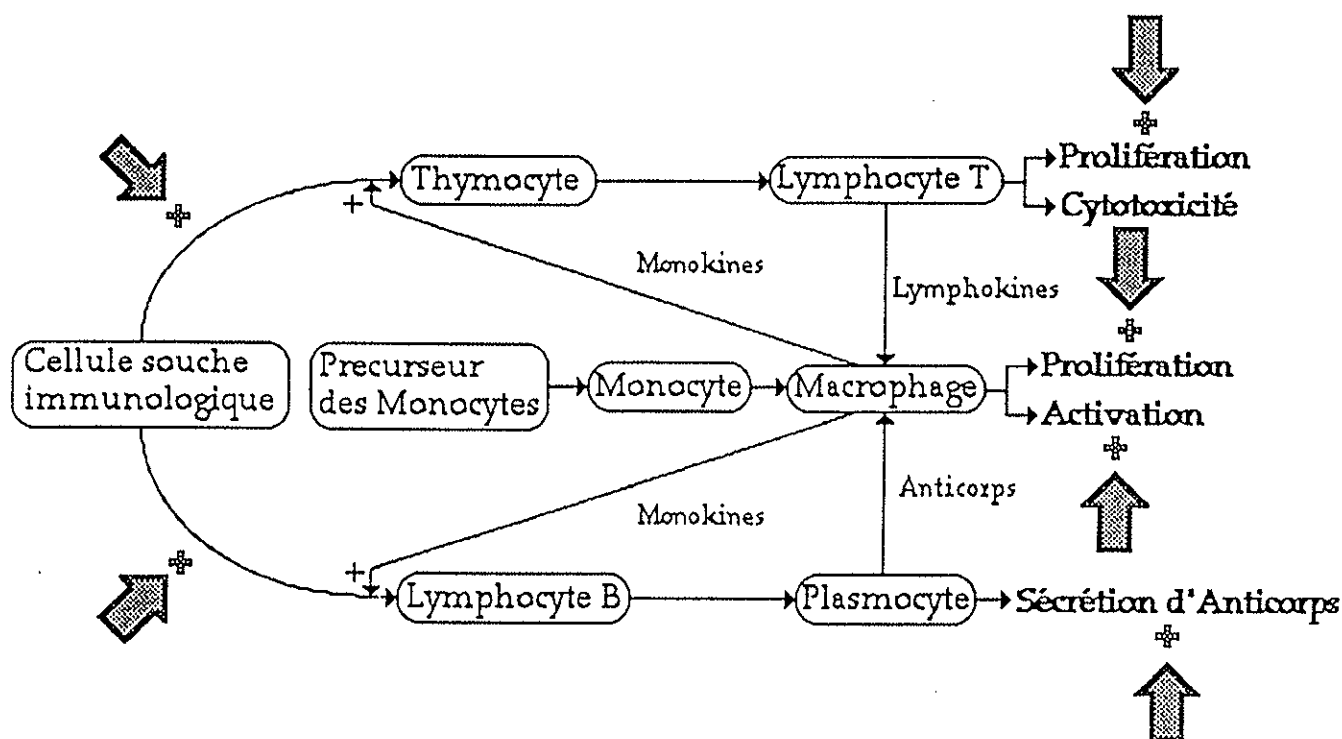 Thymocyte
Lymphocyte T
Prolifération
Cytotoxicité
+
Monokines
Lymphokines
Cellule souche
immunologique
Precurseur
des Monocytes
Monocyte
Macrophage
Prolifération
Activation
Monokines
Anticorps
+
Lymphocyte B
Plasmocyte
Sécrétion d'Anticorps